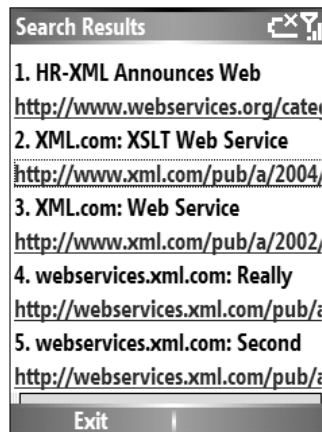 Search Results
1. HR-XML Announces Web
http://www.webservices.org/categ
2. XML.com: XSLT Web Service
http://www.xml.com/pub/a/2004/
3. XML.com: Web Service
http://www.xml.com/pub/a/2002/
4. webservices.xml.com: Really
http://webservices.xml.com/pub/a
5. webservices.xml.com: Second
http://webservices.xml.com/pub/a
Exit